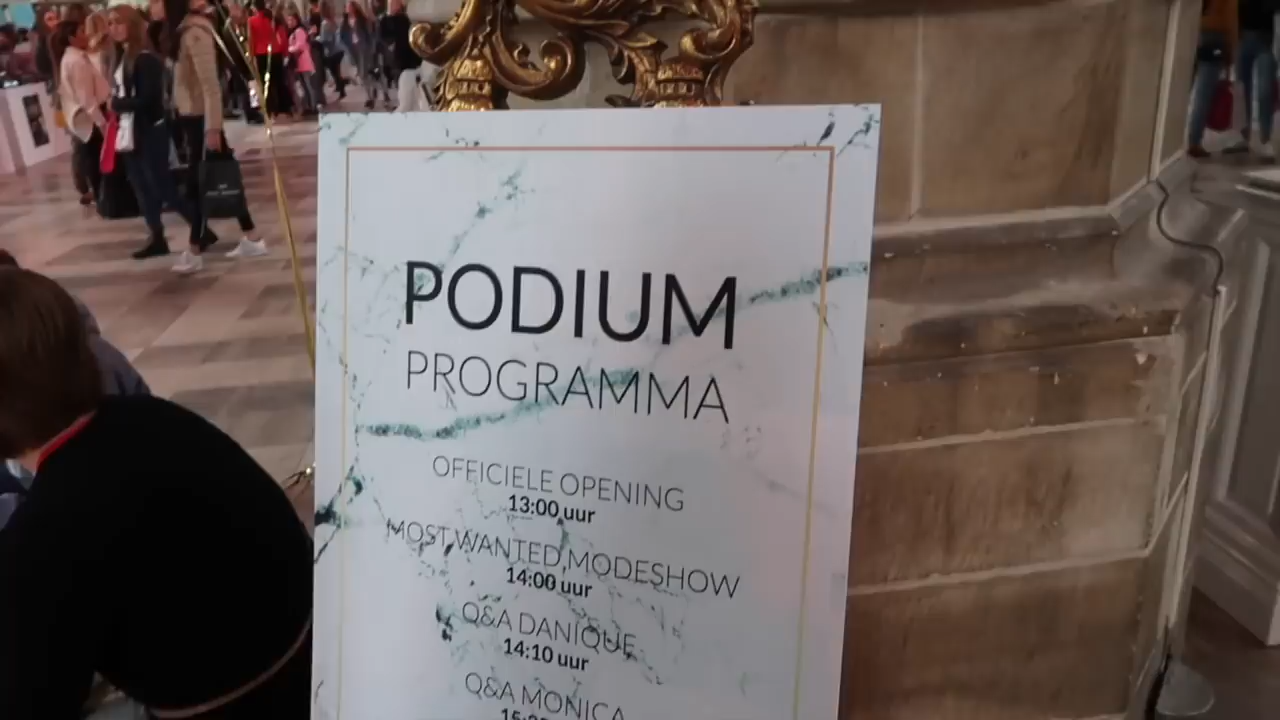 PODIUM
PROGRAMMA
OFFICIELE OPENING
13:00 uur
MOST WANTED MODESHOW
14:00 uur
Q&A DANIQUE
14:10 uur
Q&A MONICA